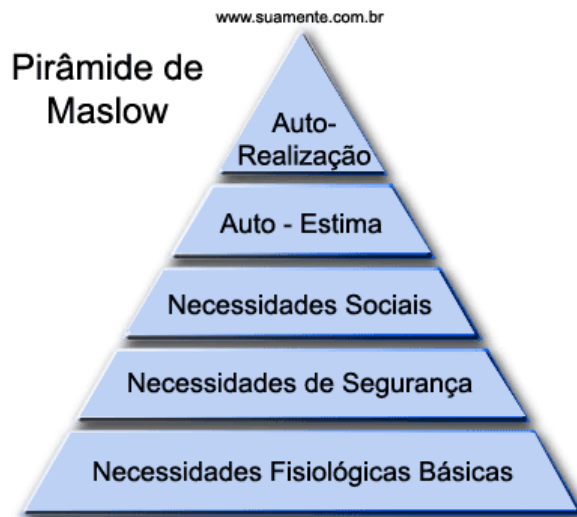 www.suamente.com.br
Pirâmide de
Maslow
Auto-
Realização
Auto - Estima
Necessidades Sociais
Necessidades de Segurança
Necessidades Fisiológicas Básicas